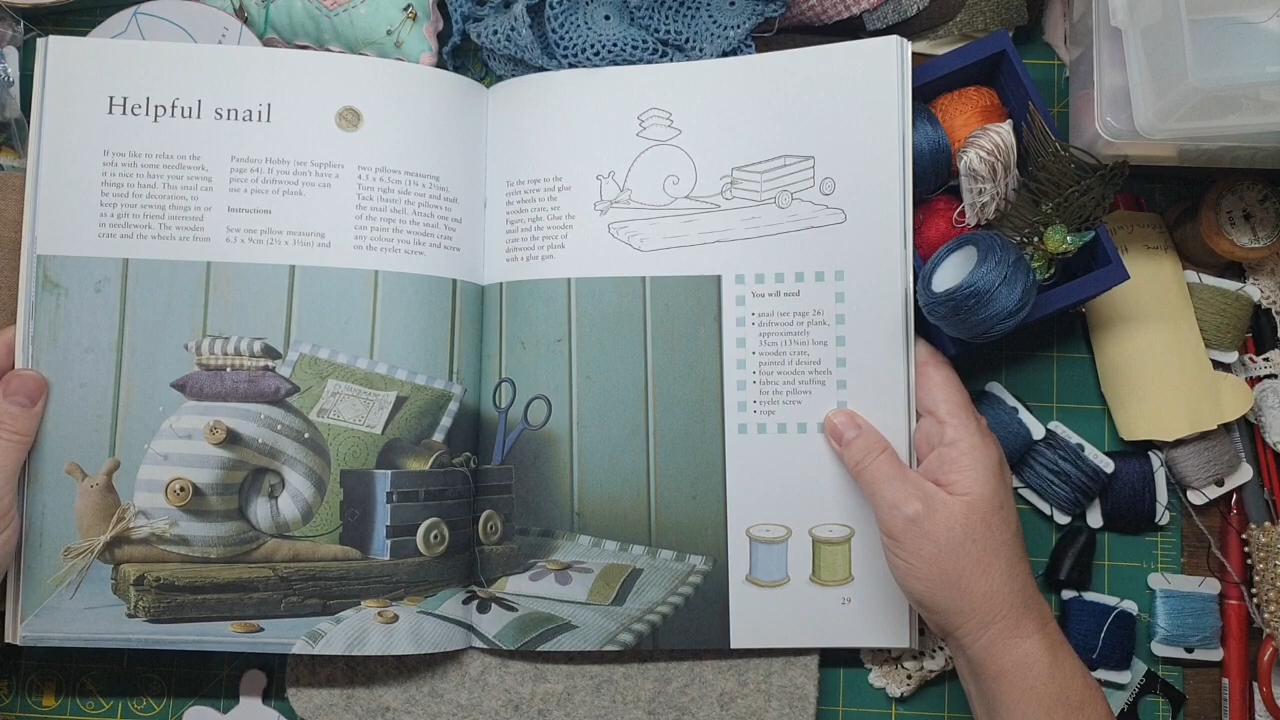 Helpful snail
If you like to relax on the
sofa with some needlework,
it is nice to have your sewing
things to hand. This snail can
be used for decoration, to
keep your sewing things in or
as a gift to friend interested
in needlework. The wooden
crate and the wheels are from
Panduro Hobby (see Suppliers
page 64). If you don't have a
piece of driftwood you can
use a piece of plank.
Instructions
Sew one pillow measuring
6.5 x 9cm (2½ x 3½in) and
two pillows measuring
4.5 x 6.5cm (1¾ x 2½in).
Turn right side out and stuff.
Tack (baste) the pillows to
the snail shell. Attach one end
of the rope to the snail. You
can paint the wooden crate
any colour you like and screw
on the eyelet screw.
Tie the rope to the
eyelet screw and glue
the wheels to the
wooden crate, see
Figure, right. Glue the
snail and the wooden
crate to the piece of
driftwood or plank
with a glue gun.
You will need
• snail (see page 26)
• driftwood or plank,
approximately
35cm (13¾in) long
• wooden crate,
painted if desired
• four wooden wheels
• fabric and stuffing
for the pillows
• eyelet screw
• rope
HANDMADE
29